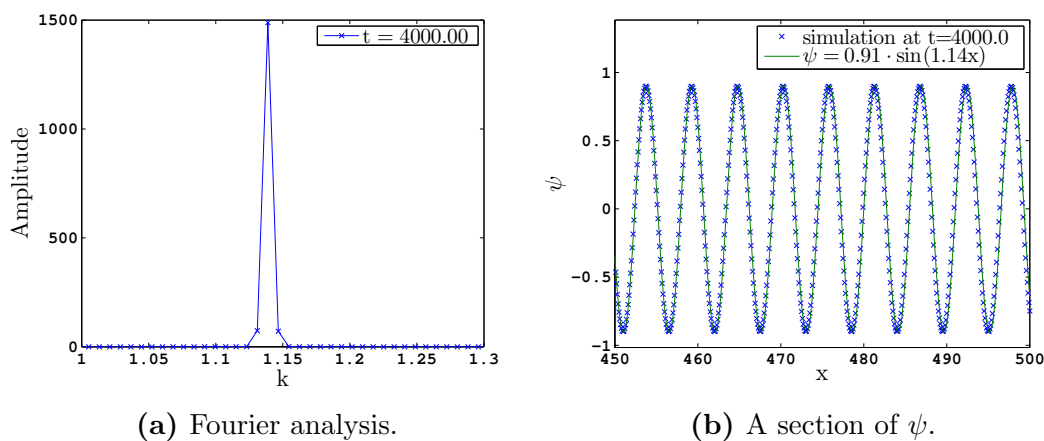 1500
1000
500
0
Amplitude
t = 4000.00
1
1.05
1.1
1.15
1.2
1.25
1.3
k
(a) Fourier analysis.
1
0.5
0
−0.5
−1
ψ
simulation at t=4000.0
ψ = 0.91 · sin(1.14x)
450
460
470
480
490
500
x
(b) A section of ψ.